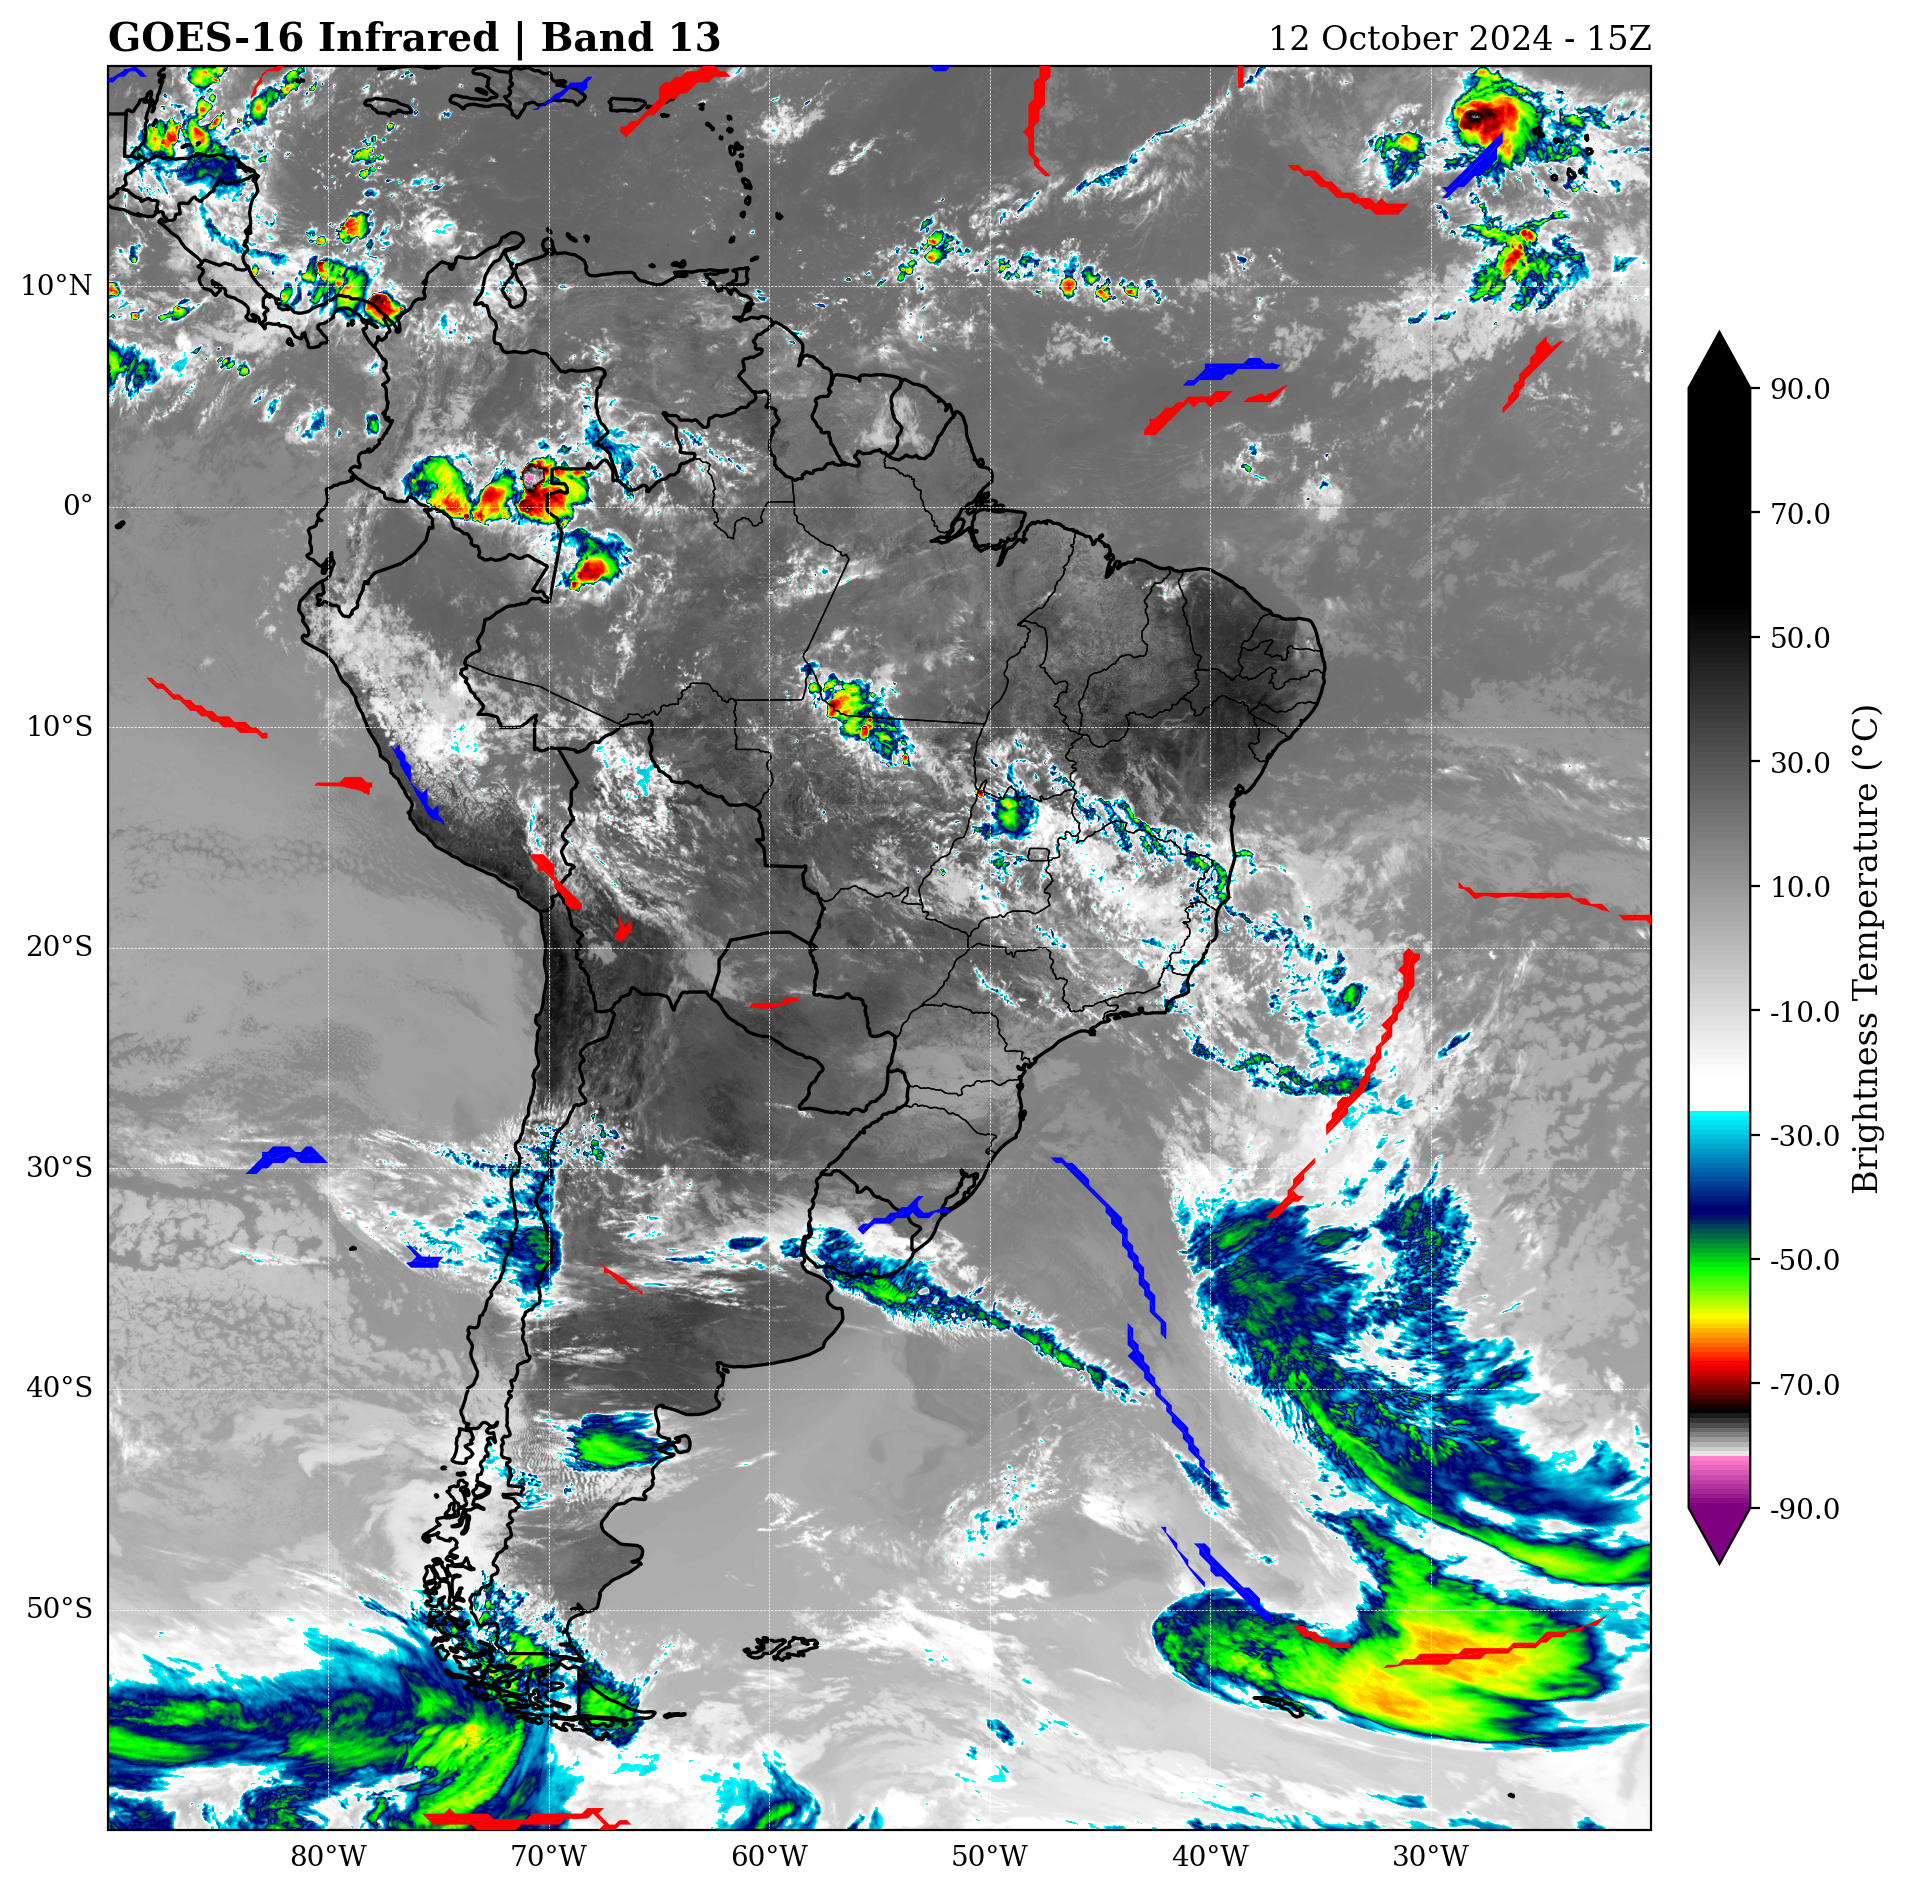 GOES-16 Infrared | Band 13
12 October 2024 - 15Z
10°N
0°
10°S
20°S
30°S
40°S
50°S
80°W
70°W
60°W
50°W
40°W
30°W
90.0
70.0
50.0
30.0
10.0
-10.0
-30.0
-50.0
-70.0
-90.0
Brightness Temperature (°C)